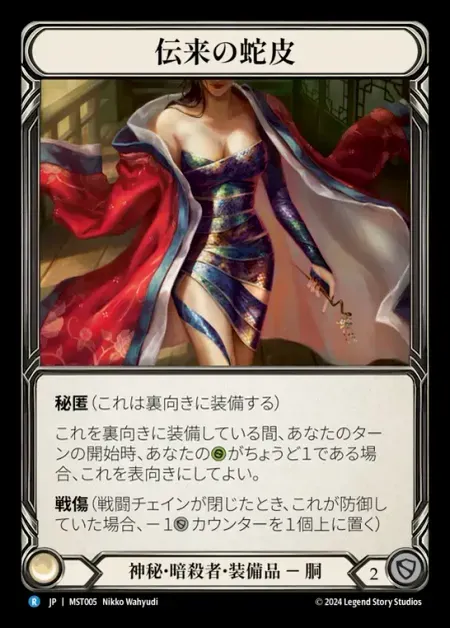 伝来の蛇皮
秘匿(これは裏向きに装備する)
これを裏向きに装備している間、あなたのター
ンの開始時、あなたのがちょうど1である場
合、これを表向きにしてよい。
戦傷(戦闘チェインが閉じたとき、これが防御し
ていた場合、-1カウンターを1個上に置く)
神秘・暗殺者・装備品 ー 胴
2
R JP | MST005 Nikko Wahyudi
© 2024 Legend Story Studios